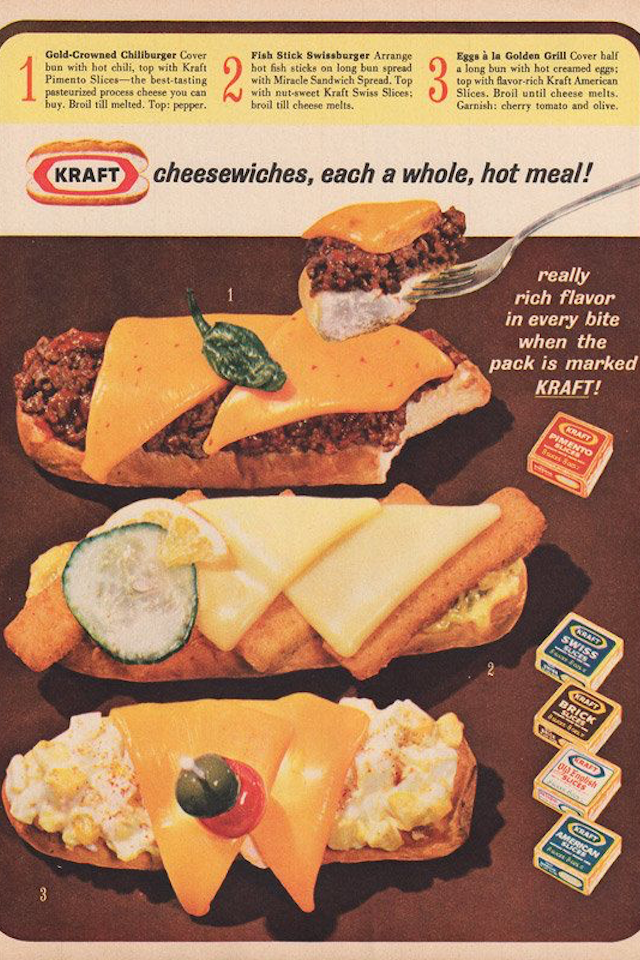 1
Gold-Crowned Chiliburger Cover
bun with hot chili, top with Kraft
Pimento Slices—the best-tasting
pasteurized process cheese you can
buy. Broil till melted. Top: pepper.
2
Fish Stick Swissburger Arrange
hot fish sticks on long bun spread
with Miracle Sandwich Spread. Top
with nut-sweet Kraft Swiss Slices;
broil till cheese melts.
3
Eggs à la Golden Grill Cover half
a long bun with hot creamed eggs;
top with flavor-rich Kraft American
Slices. Broil until cheese melts.
Garnish: cherry tomato and olive.
KRAFT
cheesewiches, each a whole, hot meal!
1
really
rich flavor
in every bite
when the
pack is marked
KRAFT!
KRAFT
PIMENTO
SLICES
2
KRAFT
SWISS
SLICES
KRAFT
BRICK
SLICES
KRAFT
Old English
SLICES
KRAFT
AMERICAN
SLICES
3